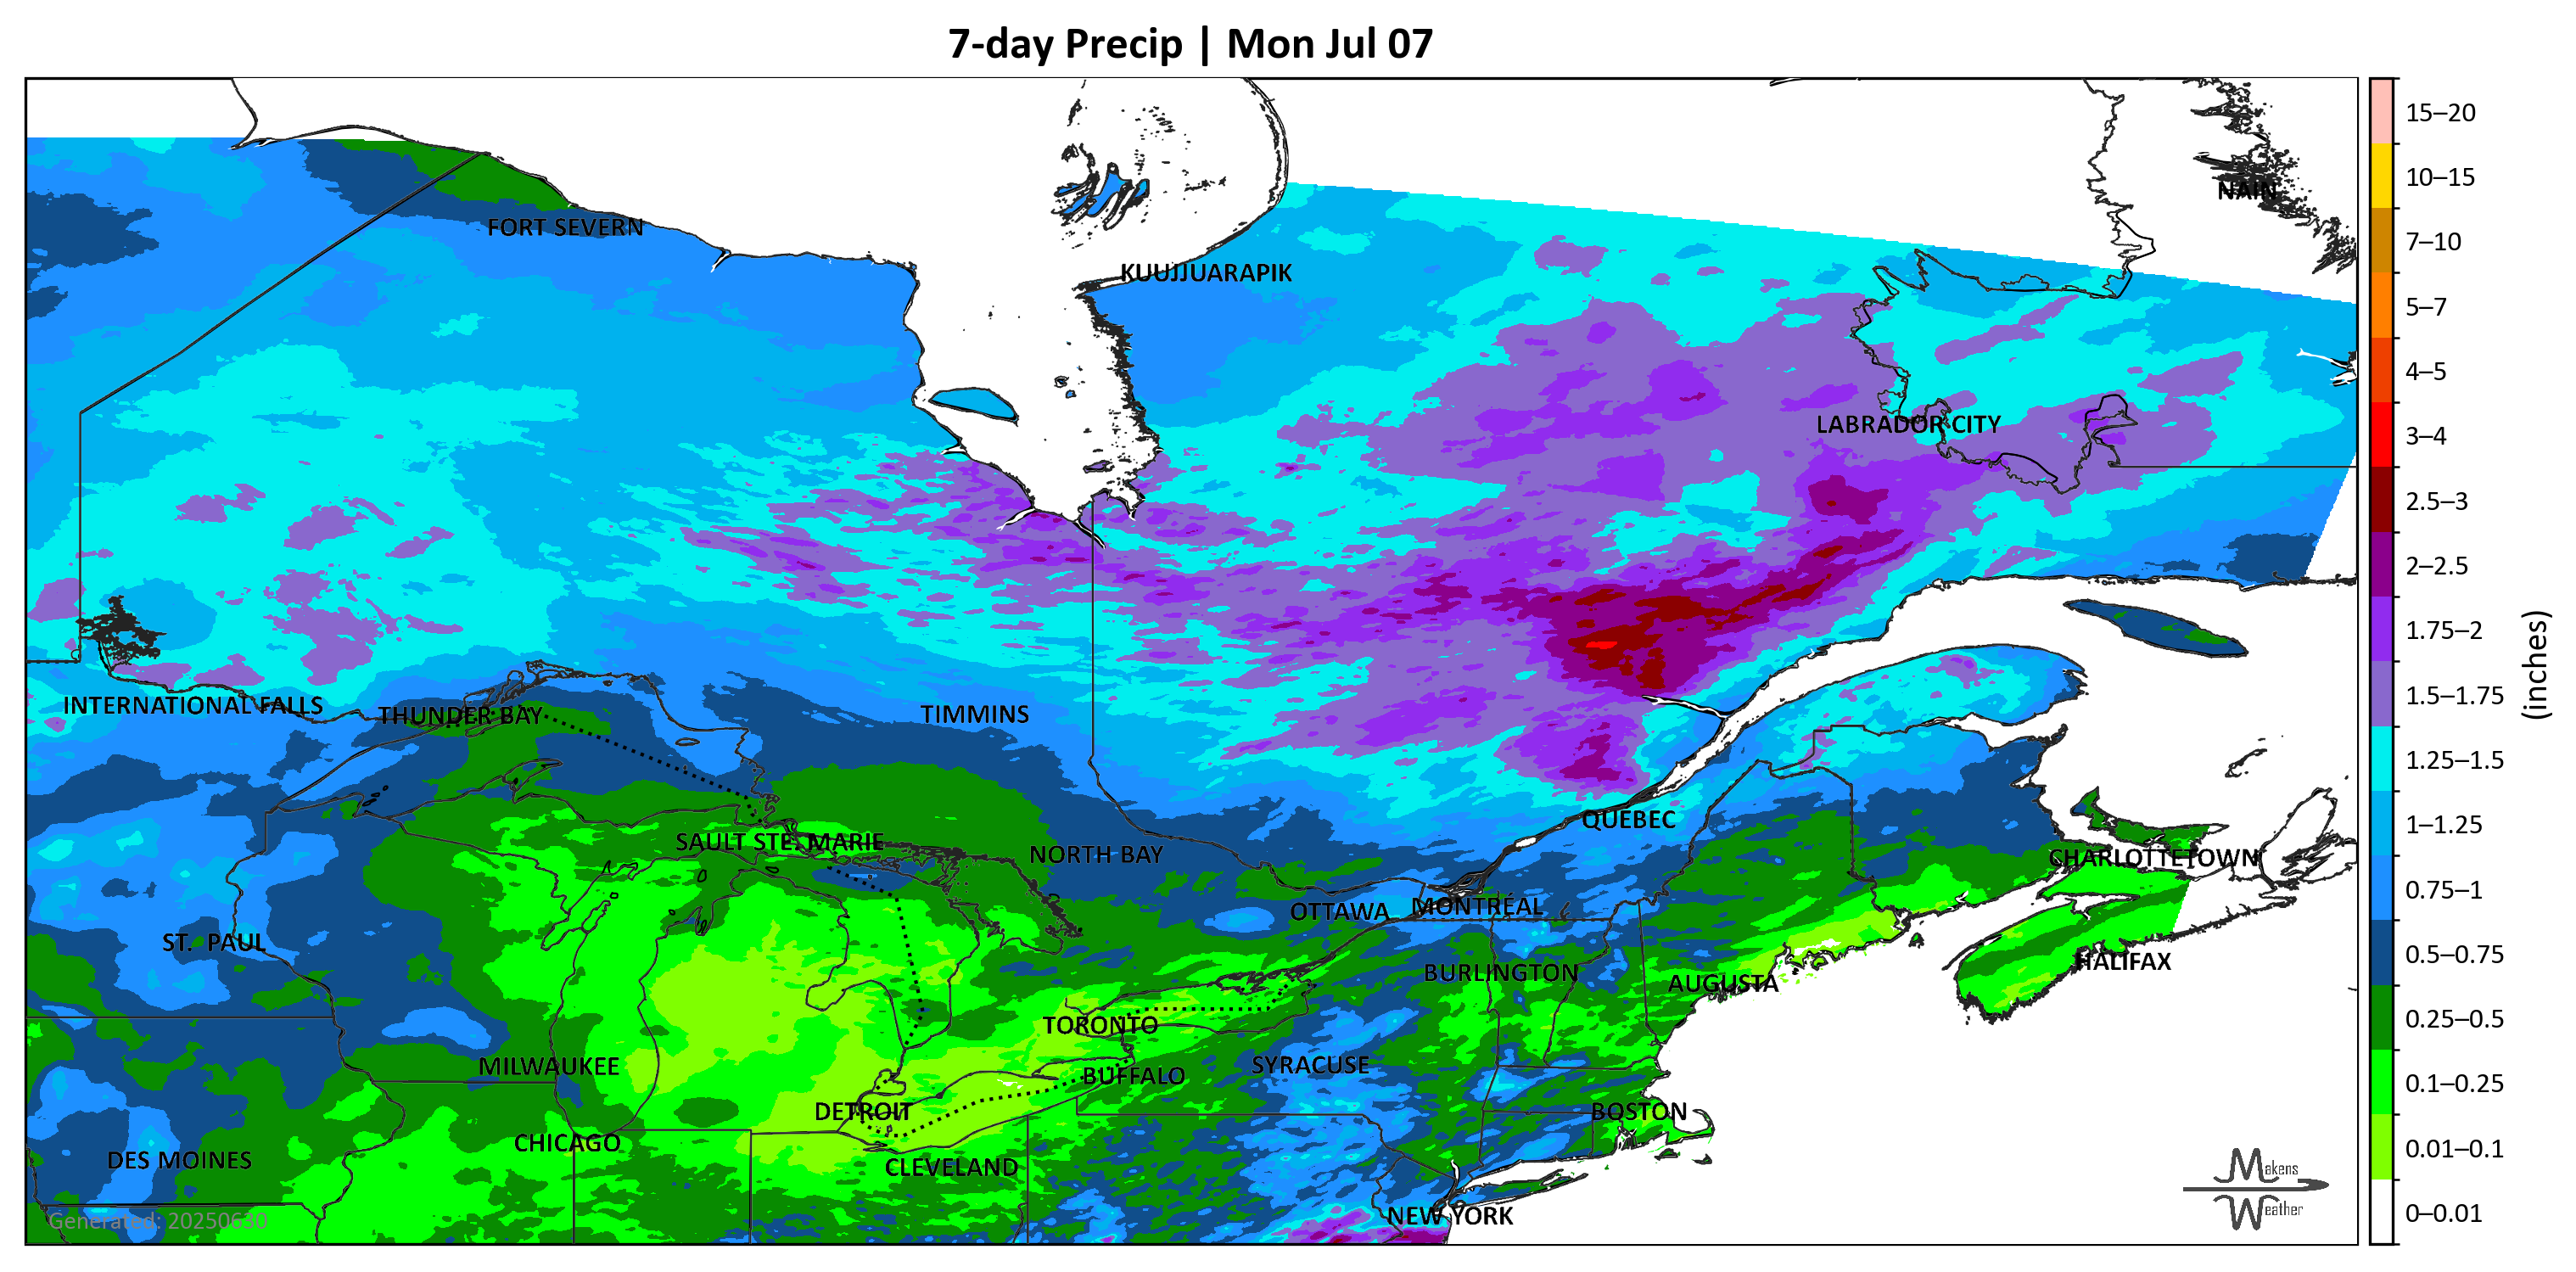 7-day Precip | Mon Jul 07
NAIN
FORT SEVERN
KUUJJUARAPIK
LABRADOR CITY
INTERNATIONAL FALLS
THUNDER BAY
TIMMINS
QUEBEC
SAULT STE. MARIE
NORTH BAY
CHARLOTTETOWN
OTTAWA
MONTRÉAL
ST. PAUL
HALIFAX
BURLINGTON
AUGUSTA
TORONTO
MILWAUKEE
SYRACUSE
BUFFALO
DETROIT
BOSTON
CHICAGO
DES MOINES
CLEVELAND
NEW YORK
Generated: 20250630
Makens
Weather
15–20
10–15
7–10
5–7
4–5
3–4
2.5–3
2–2.5
1.75–2
1.5–1.75
1.25–1.5
1–1.25
0.75–1
0.5–0.75
0.25–0.5
0.1–0.25
0.01–0.1
0–0.01
(inches)